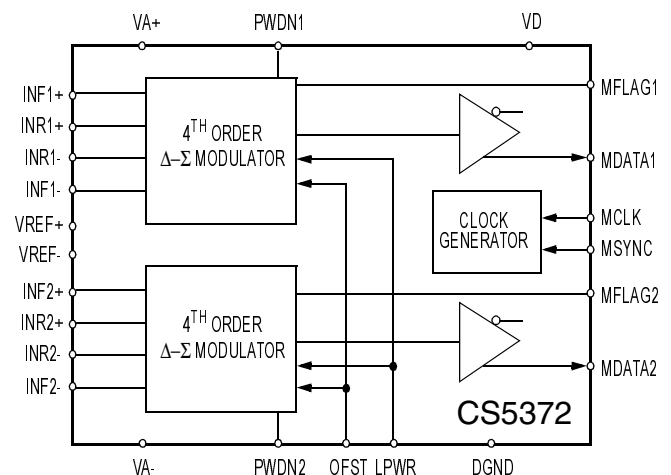 VA+ PWDN1 VD
INF1+
INR1+
INR1-
INF1-
VREF+
VREF-
INF2+
INR2+
INR2-
INF2-
4TH ORDER
Δ–Σ MODULATOR
4TH ORDER
Δ–Σ MODULATOR
CLOCK
GENERATOR
MFLAG1
MDATA1
MCLK
MSYNC
MFLAG2
MDATA2
CS5372
VA- PWDN2 OFST LPWR DGND